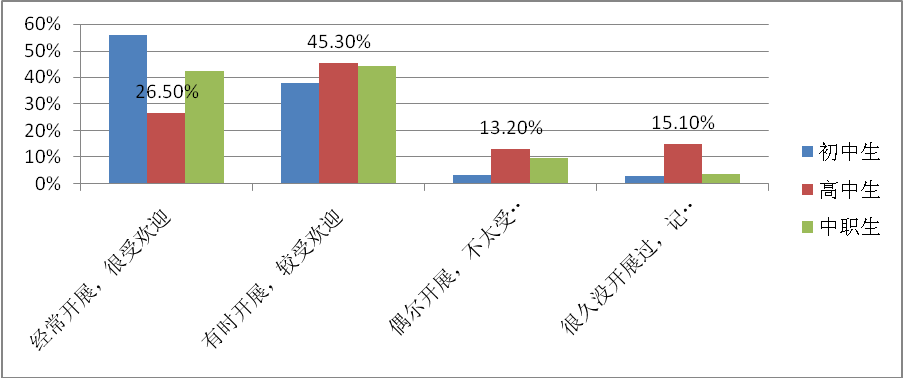 60%
50%
40%
30%
20%
10%
0%
26.50%
45.30%
13.20%
15.10%
经常开展，很受欢迎
有时开展，较受欢迎
偶尔开展，不太受..
很久没开展过，记..
初中生
高中生
中职生